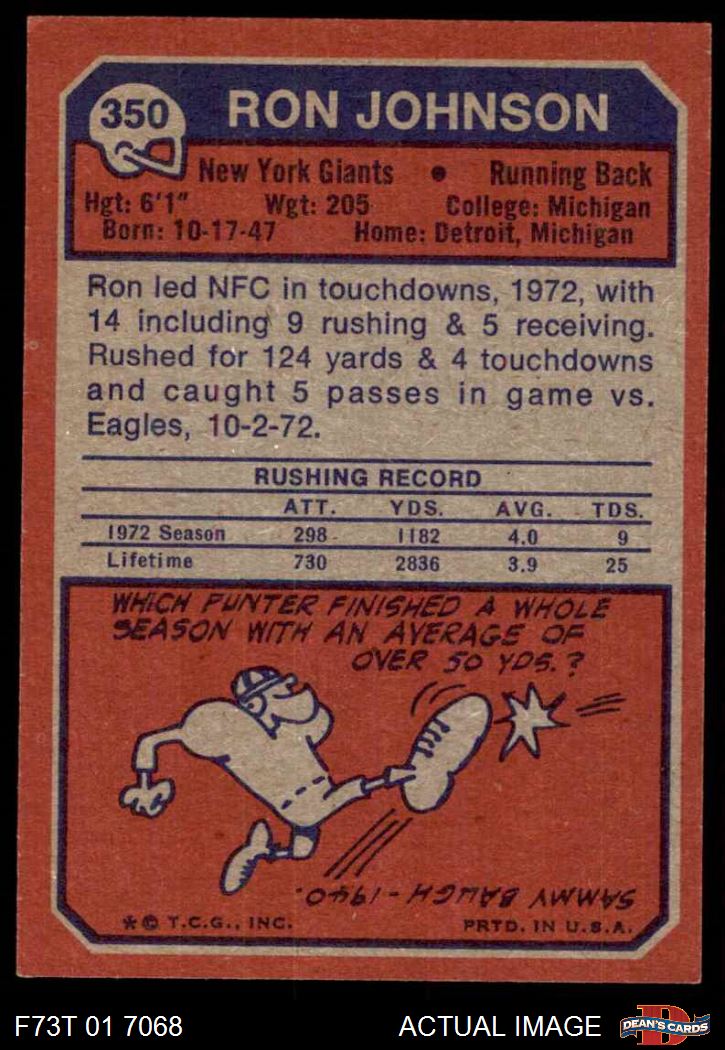 350
RON JOHNSON
New York Giants • Running Back
Hgt: 6'1" Wgt: 205 College: Michigan
Born: 10-17-47 Home: Detroit, Michigan
Ron led NFC in touchdowns, 1972, with
14 including 9 rushing & 5 receiving.
Rushed for 124 yards & 4 touchdowns
and caught 5 passes in game vs.
Eagles, 10-2-72.
RUSHING RECORD
ATT. YDS. AVG. TDS.
1972 Season 298 1182 4.0 9
Lifetime 730 2836 3.9 25
WHICH PUNTER FINISHED A WHOLE
SEASON WITH AN AVERAGE OF
OVER 50 YDS.?
SAMMY BAUGH-1940.
* © T.C.G., INC. PRTD. IN U.S.A.
F73T 01 7068 ACTUAL IMAGE
D
DEAN'S CARDS